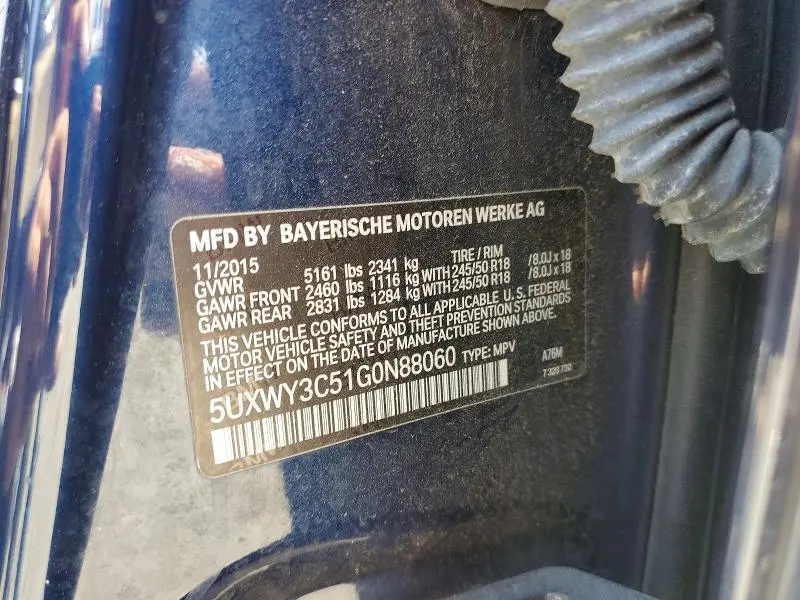 MFD BY BAYERISCHE MOTOREN WERKE AG
11/2015 TIRE / RIM
GVWR 5161 lbs 2341 kg
GAWR FRONT 2460 lbs 1116 kg WITH 245/50 R18 /8.0J x 18
GAWR REAR 2831 lbs 1284 kg WITH 245/50 R18 /8.0J x 18
THIS VEHICLE CONFORMS TO ALL APPLICABLE U.S. FEDERAL
MOTOR VEHICLE SAFETY AND THEFT PREVENTION STANDARDS
IN EFFECT ON THE DATE OF MANUFACTURE SHOWN ABOVE.
5UXWY3C51G0N88060 TYPE: MPV A76M
7 320 730